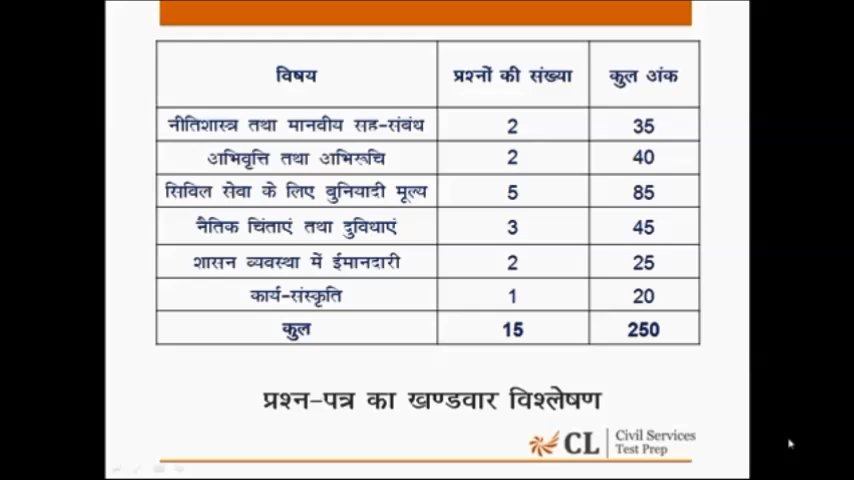 विषय प्रश्नों की संख्या कुल अंक
नीतिशास्त्र तथा मानवीय सह-संबंध 2 35
अभिवृत्ति तथा अभिरूचि 2 40
सिविल सेवा के लिए बुनियादी मूल्य 5 85
नैतिक चिंताएं तथा दुविधाएं 3 45
शासन व्यवस्था में ईमानदारी 2 25
कार्य-संस्कृति 1 20
कुल 15 250
प्रश्न-पत्र का खण्डवार विश्लेषण
CL Civil Services
Test Prep